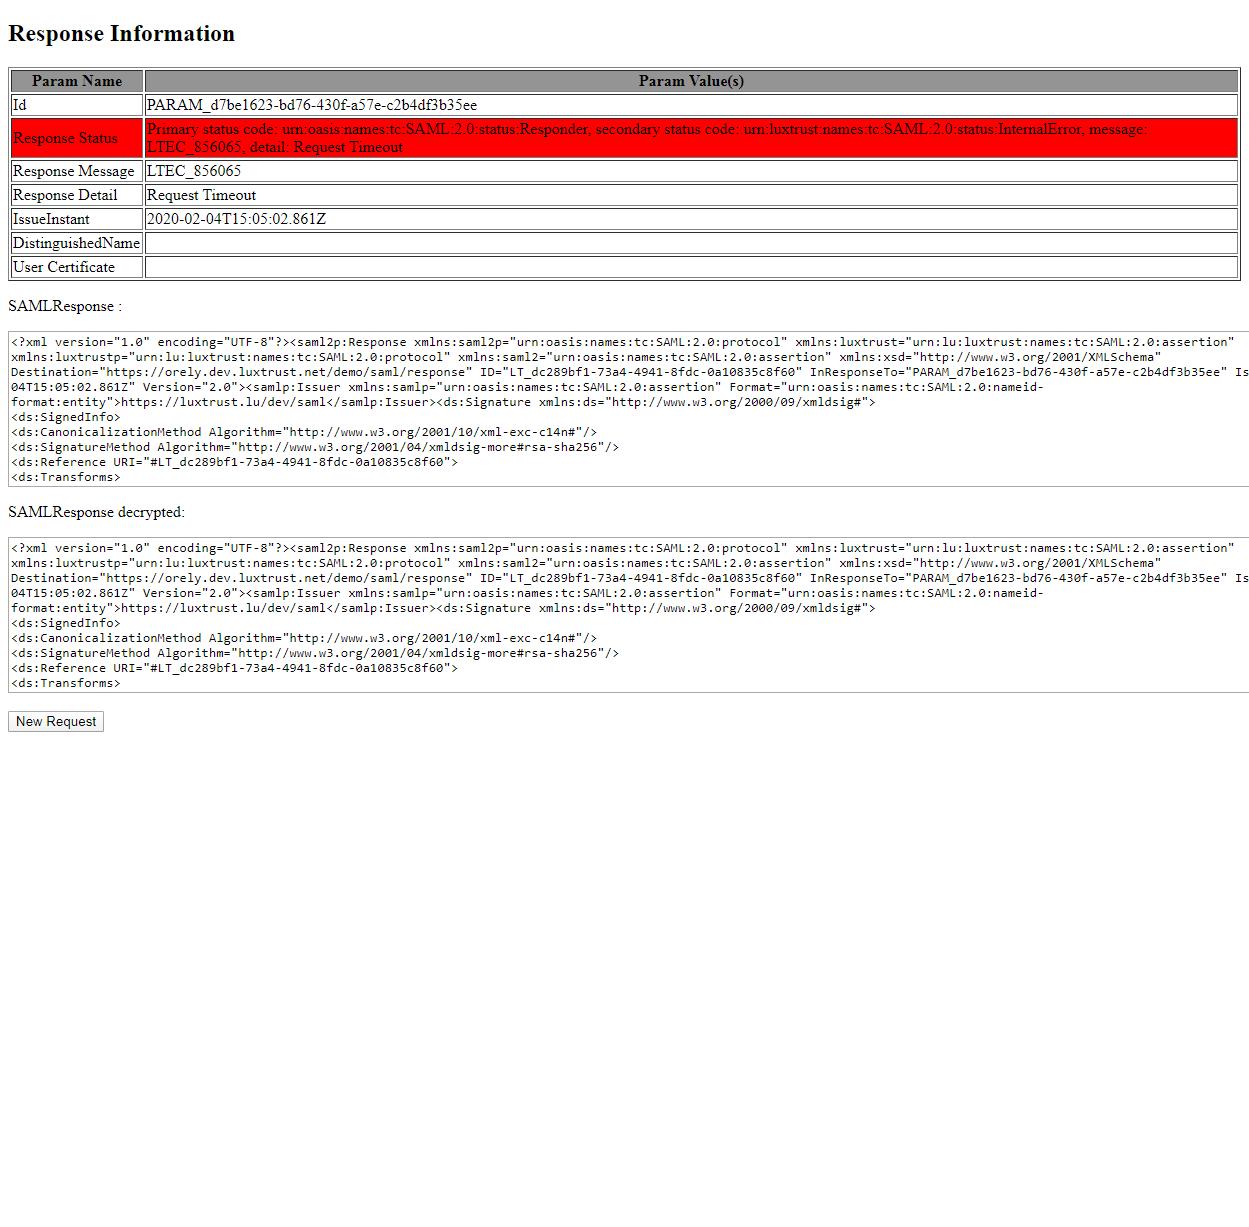 Response Information
Param Name Param Value(s)
Id PARAM_d7be1623-bd76-430f-a57e-c2b4df3b35ee
Response Status Primary status code: urn:oasis:names:tc:SAML:2.0:status:Responder, secondary status code: urn:luxtrust:names:tc:SAML:2.0:status:InternalError, message:
LTEC_856065, detail: Request Timeout
Response Message LTEC_856065
Response Detail Request Timeout
IssueInstant 2020-02-04T15:05:02.861Z
DistinguishedName
User Certificate
SAMLResponse :
<?xml version="1.0" encoding="UTF-8"?><saml2p:Response xmlns:saml2p="urn:oasis:names:tc:SAML:2.0:protocol" xmlns:luxtrust="urn:lu:luxtrust:names:tc:SAML:2.0:assertion"
xmlns:luxtrustp="urn:lu:luxtrust:names:tc:SAML:2.0:protocol" xmlns:saml2="urn:oasis:names:tc:SAML:2.0:assertion" xmlns:xsd="http://www.w3.org/2001/XMLSchema"
Destination="https://orely.dev.luxtrust.net/demo/saml/response" ID="LT_dc289bf1-73a4-4941-8fdc-0a10835c8f60" InResponseTo="PARAM_d7be1623-bd76-430f-a57e-c2b4df3b35ee" Is
04T15:05:02.861Z" Version="2.0"><samlp:Issuer xmlns:samlp="urn:oasis:names:tc:SAML:2.0:assertion" Format="urn:oasis:names:tc:SAML:2.0:nameid-
format:entity">https://luxtrust.lu/dev/saml</samlp:Issuer><ds:Signature xmlns:ds="http://www.w3.org/2000/09/xmldsig#">
<ds:SignedInfo>
<ds:CanonicalizationMethod Algorithm="http://www.w3.org/2001/10/xml-exc-c14n#"/>
<ds:SignatureMethod Algorithm="http://www.w3.org/2001/04/xmldsig-more#rsa-sha256"/>
<ds:Reference URI="#LT_dc289bf1-73a4-4941-8fdc-0a10835c8f60">
<ds:Transforms>
SAMLResponse decrypted:
<?xml version="1.0" encoding="UTF-8"?><saml2p:Response xmlns:saml2p="urn:oasis:names:tc:SAML:2.0:protocol" xmlns:luxtrust="urn:lu:luxtrust:names:tc:SAML:2.0:assertion"
xmlns:luxtrustp="urn:lu:luxtrust:names:tc:SAML:2.0:protocol" xmlns:saml2="urn:oasis:names:tc:SAML:2.0:assertion" xmlns:xsd="http://www.w3.org/2001/XMLSchema"
Destination="https://orely.dev.luxtrust.net/demo/saml/response" ID="LT_dc289bf1-73a4-4941-8fdc-0a10835c8f60" InResponseTo="PARAM_d7be1623-bd76-430f-a57e-c2b4df3b35ee" Is
04T15:05:02.861Z" Version="2.0"><samlp:Issuer xmlns:samlp="urn:oasis:names:tc:SAML:2.0:assertion" Format="urn:oasis:names:tc:SAML:2.0:nameid-
format:entity">https://luxtrust.lu/dev/saml</samlp:Issuer><ds:Signature xmlns:ds="http://www.w3.org/2000/09/xmldsig#">
<ds:SignedInfo>
<ds:CanonicalizationMethod Algorithm="http://www.w3.org/2001/10/xml-exc-c14n#"/>
<ds:SignatureMethod Algorithm="http://www.w3.org/2001/04/xmldsig-more#rsa-sha256"/>
<ds:Reference URI="#LT_dc289bf1-73a4-4941-8fdc-0a10835c8f60">
<ds:Transforms>
New Request